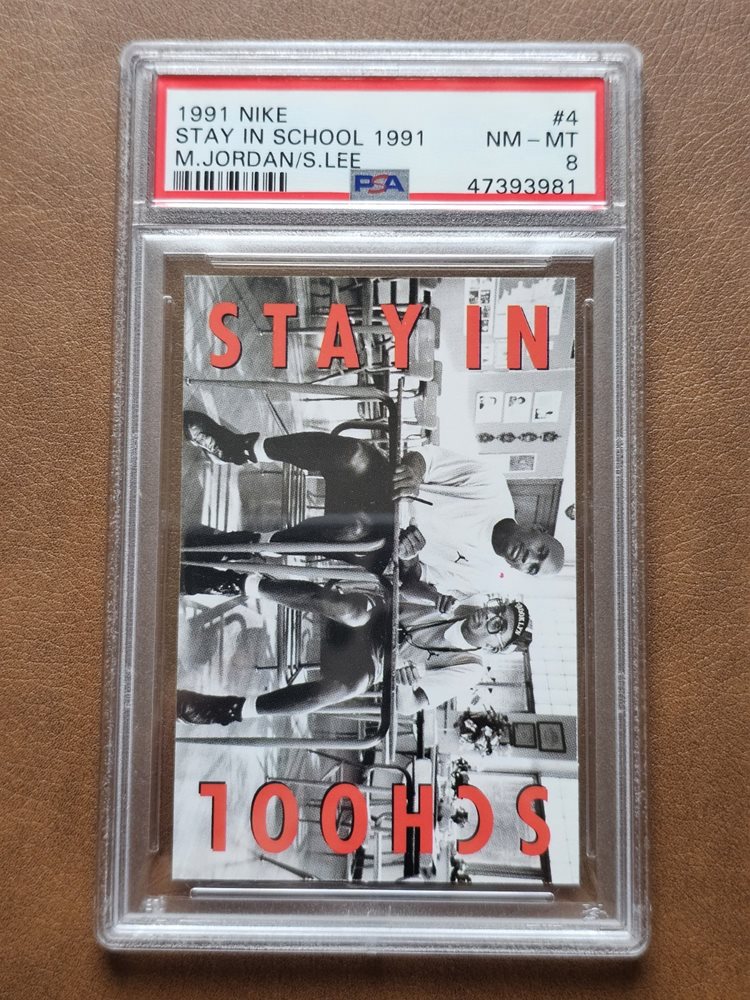 1991 NIKE #4
STAY IN SCHOOL 1991 NM - MT
M.JORDAN/S.LEE 8
PSA 47393981
STAY IN
SCHOOL